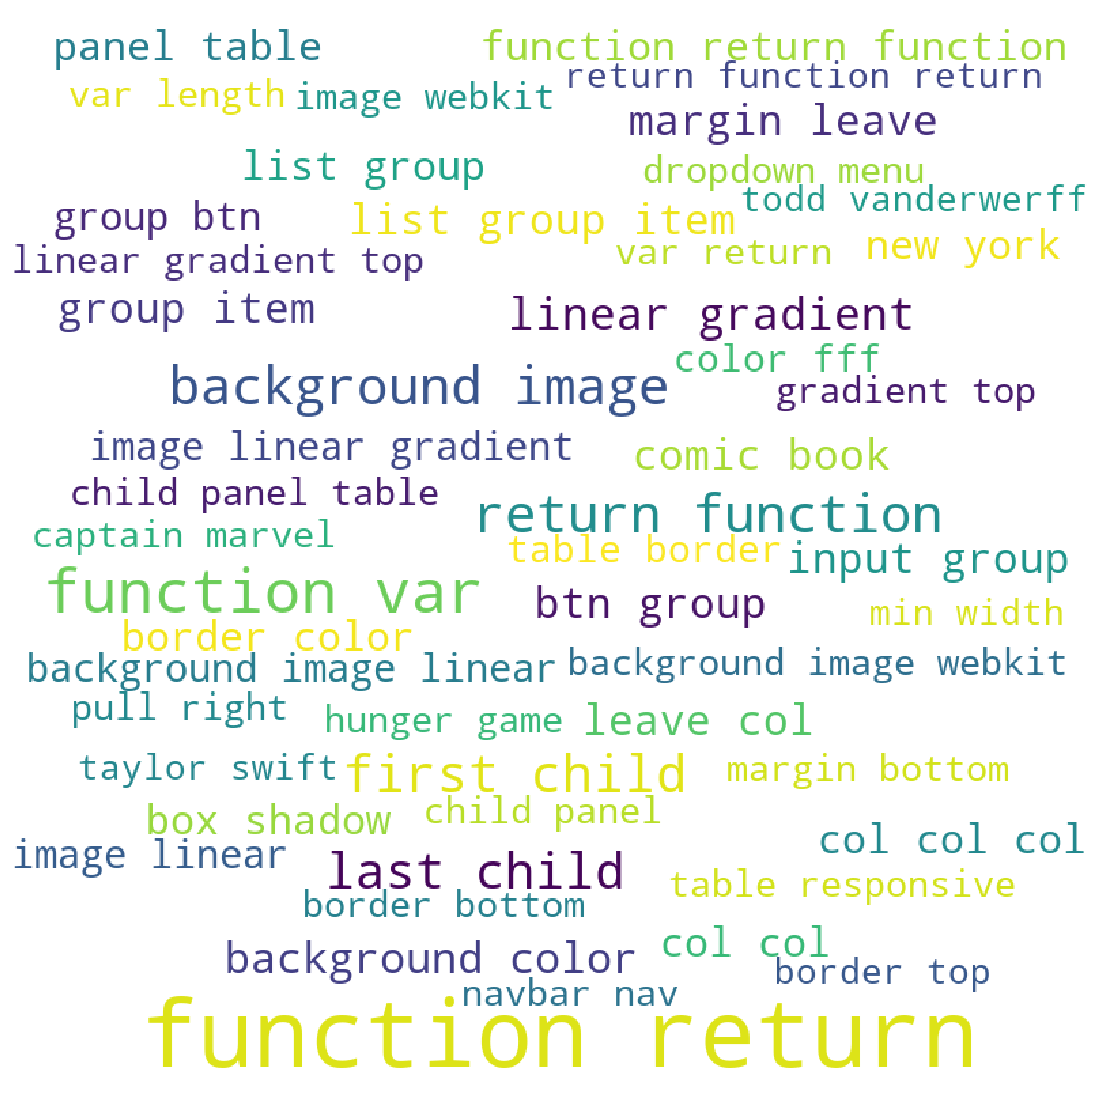 panel table
function return function
return function return
var length
image webkit
margin leave
list group
dropdown menu
todd vanderwerff
group btn
list group item
var return
new york
linear gradient top
group item
linear gradient
color fff
background image
gradient top
image linear gradient
comic book
child panel table
return function
captain marvel
table border
input group
function var
btn group
min width
border color
background image linear
background image webkit
pull right
hunger game
leave col
taylor swift
first child
margin bottom
child panel
box shadow
col col col
image linear
last child
table responsive
border bottom
background color
col col
border top
navbar nav
function return